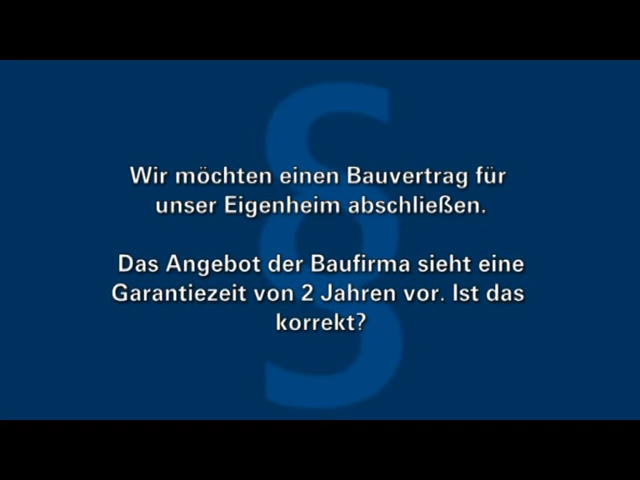 §
Wir möchten einen Bauvertrag für
unser Eigenheim abschließen.
Das Angebot der Baufirma sieht eine
Garantiezeit von 2 Jahren vor. Ist das
korrekt?